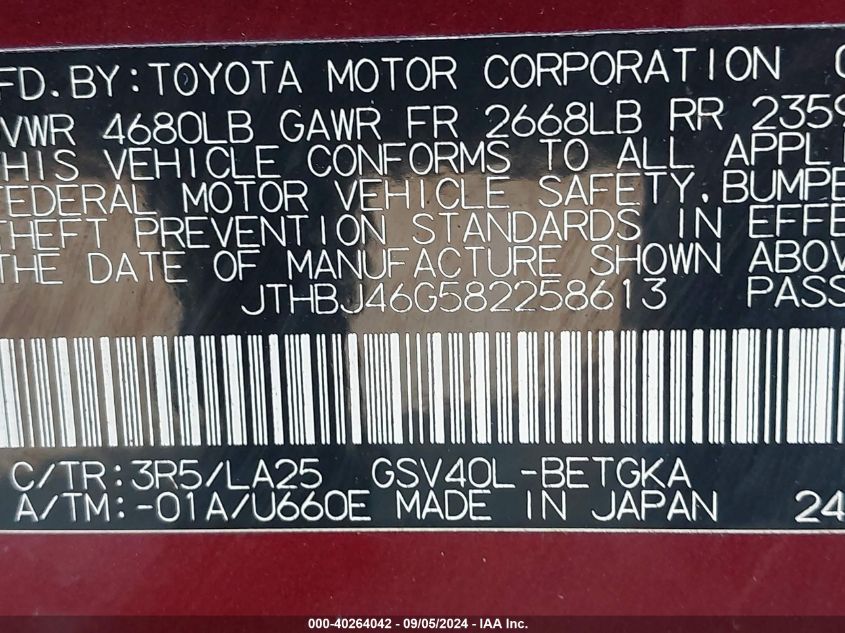 FD. BY: TOYOTA MOTOR CORPORATION
VWR 4680LB GAWR FR 2668LB RR 2359
HIS VEHICLE CONFORMS TO ALL APPLI
EDERAL MOTOR VEHICLE SAFETY, BUMPE
THEFT PREVENTION STANDARDS IN EFFE
THE DATE OF MANUFACTURE SHOWN ABOV
JTHBJ46G582258613 PASS
C/TR: 3R5/LA25 GSV40L-BETGKA
A/TM: -01A/U660E MADE IN JAPAN 24
000-40264042 - 09/05/2024 - IAA Inc.